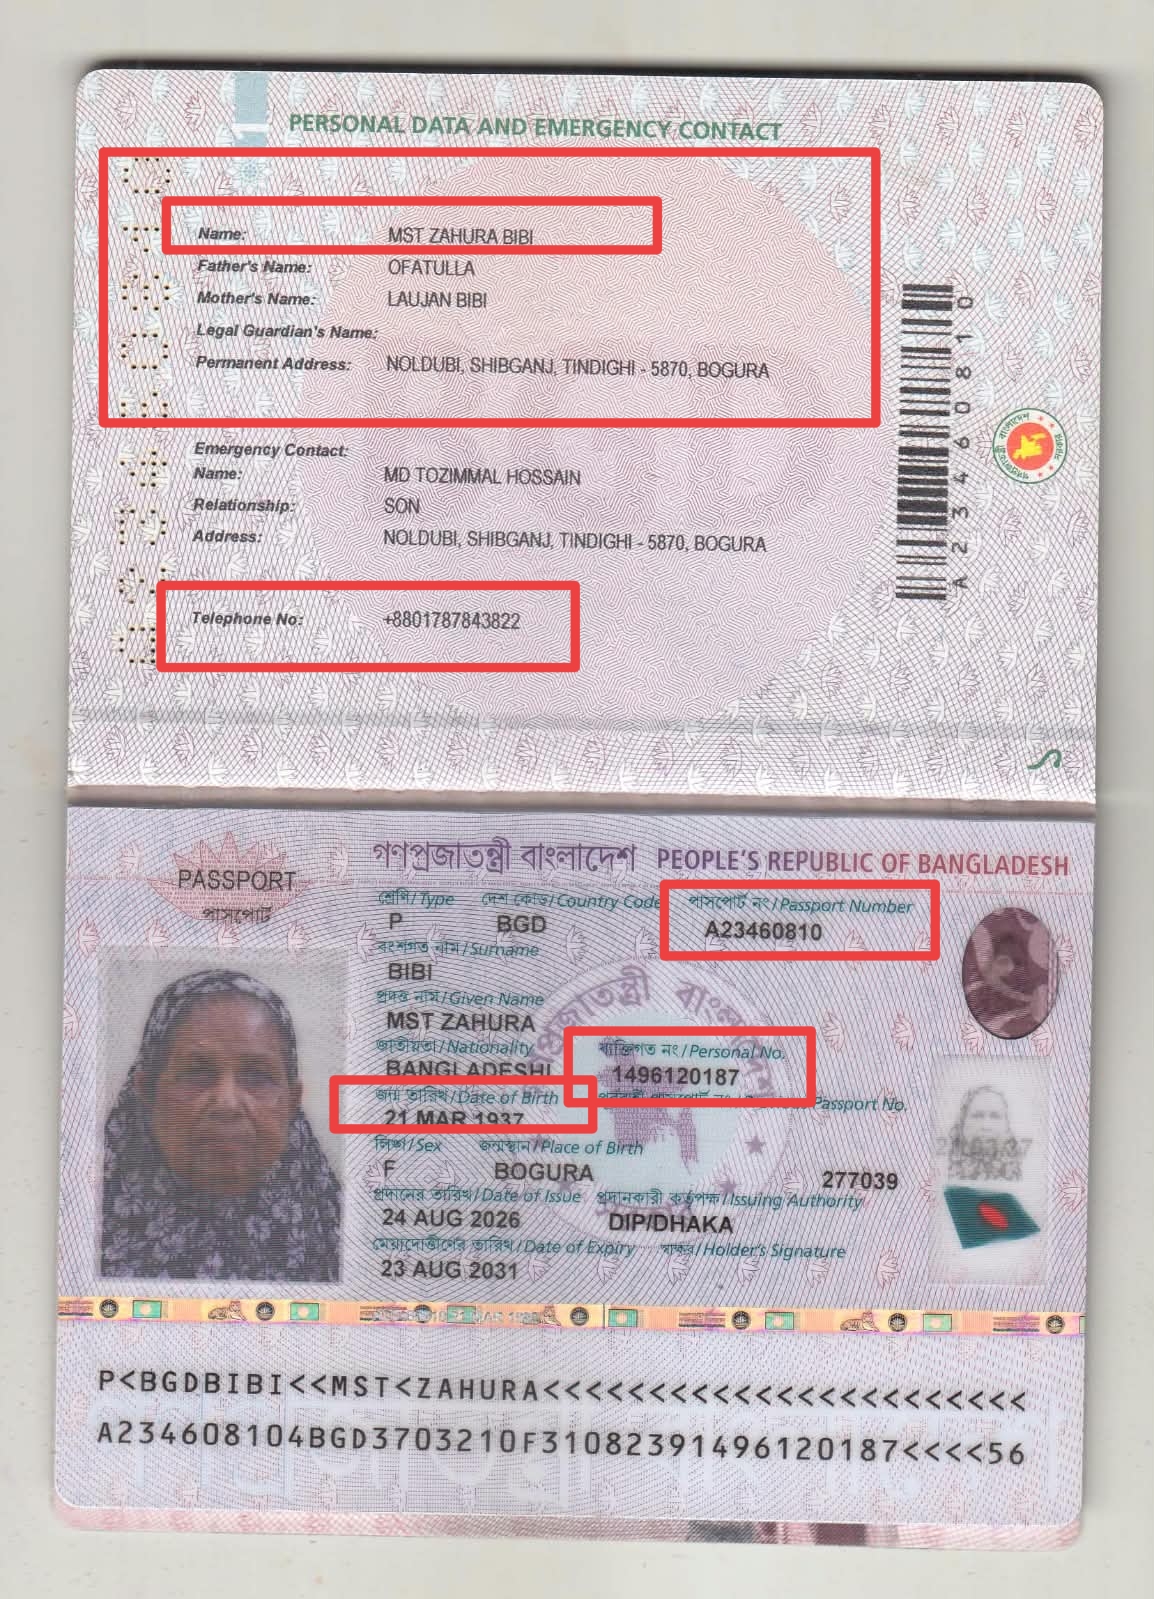 PERSONAL DATA AND EMERGENCY CONTACT
Name: MST ZAHURA BIBI
Father's Name: OFATULLA
Mother's Name: LAUJAN BIBI
Legal Guardian's Name:
Permanent Address: NOLDUBI, SHIBGANJ, TINDIGHI - 5870, BOGURA
Emergency Contact:
Name: MD TOZIMMAL HOSSAIN
Relationship: SON
Address: NOLDUBI, SHIBGANJ, TINDIGHI - 5870, BOGURA
Telephone No: +8801787843822
A23460810
গণপ্রজাতন্ত্রী বাংলাদেশ PEOPLE'S REPUBLIC OF BANGLADESH
PASSPORT
পাসপোর্ট
শ্রেণি/Type দেশ কোড/Country Code পাসপোর্ট নং/Passport Number
P BGD A23460810
বংশগত নাম/Surname
BIBI
প্রদত্ত নাম/Given Name
MST ZAHURA
জাতীয়তা/Nationality ব্যক্তিগত নং/Personal No.
BANGLADESHI 1496120187
জন্ম তারিখ/Date of Birth Passport No.
21 MAR 1937
লিঙ্গ/Sex জন্মস্থান/Place of Birth
F BOGURA 277039
প্রদানের তারিখ/Date of Issue প্রদানকারী কর্তৃপক্ষ/Issuing Authority
24 AUG 2026 DIP/DHAKA
মেয়াদোত্তীর্ণের তারিখ/Date of Expiry স্বাক্ষর/Holder's Signature
23 AUG 2031
P<BGDBIBI<<MST<ZAHURA<<<<<<<<<<<<<<<<<<<<<<<
A234608104BGD3703210F31082391496120187<<<<56